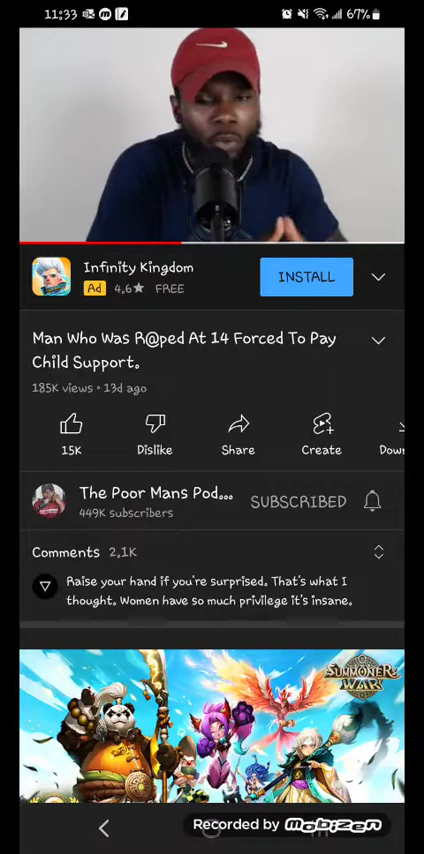 11:33
67%
Infinity Kingdom
INSTALL
Ad 4.6★ FREE
Man Who Was R@ped At 14 Forced To Pay
Child Support.
185K views • 13d ago
15K
Dislike
Share
Create
Down
The Poor Mans Pod...
SUBSCRIBED
449K subscribers
Comments 2,1K
Raise your hand if you're surprised. That's what I
thought. Women have so much privilege it's insane.
SUMMONERS
WAR
Recorded by MOBIZEN